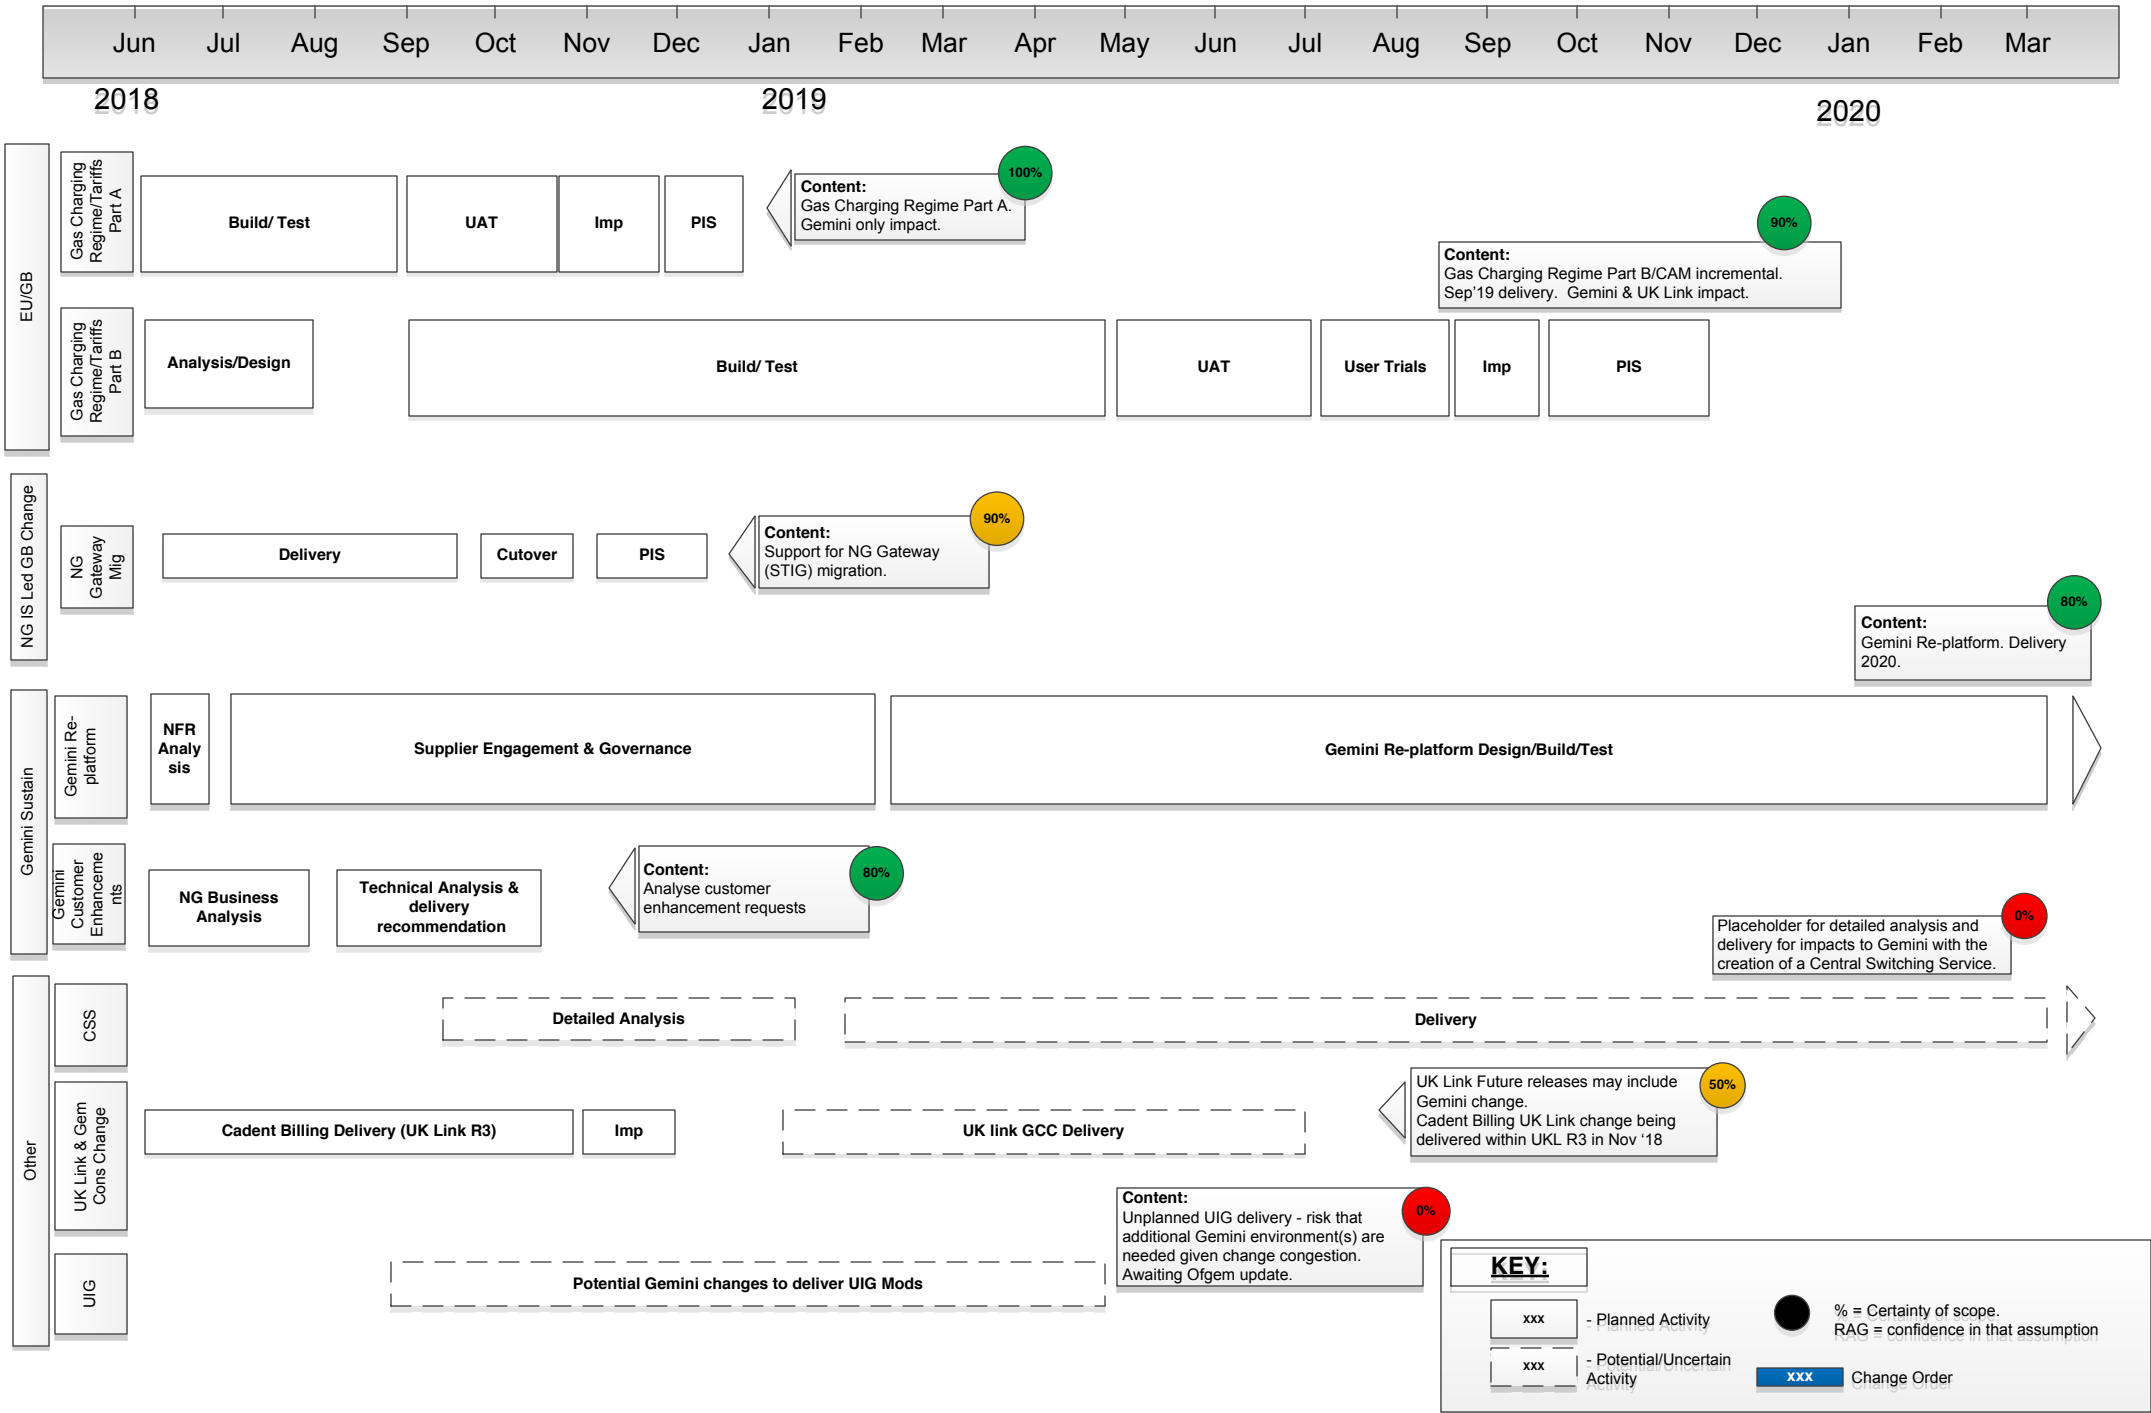 Jun Jul Aug Sep Oct Nov Dec Jan Feb Mar Apr May Jun Jul Aug Sep Oct Nov Dec Jan Feb Mar
2018 2019 2020
EU/GB
Gas Charging
Regime/Tariffs
Part A
Build/ Test
UAT
Imp
PIS
Content:
Gas Charging Regime Part A.
Gemini only impact.
100%
90%
Content:
Gas Charging Regime Part B/CAM incremental.
Sep'19 delivery.  Gemini & UK Link impact.
Gas Charging
Regime/Tariffs
Part B
Analysis/Design
Build/ Test
UAT
User Trials
Imp
PIS
NG IS Led GB Change
NG
Gateway
Mig
Delivery
Cutover
PIS
Content:
Support for NG Gateway
(STIG) migration.
90%
80%
Content:
Gemini Re-platform. Delivery
2020.
Gemini Sustain
Gemini Re-
platform
NFR
Analy
sis
Supplier Engagement & Governance
Gemini Re-platform Design/Build/Test
Gemini
Customer
Enhanceme
nts
NG Business
Analysis
Technical Analysis &
delivery
recommendation
Content:
Analyse customer
enhancement requests
80%
0%
Placeholder for detailed analysis and
delivery for impacts to Gemini with the
creation of a Central Switching Service.
Other
CSS
Detailed Analysis
Delivery
UK Link & Gem
Cons Change
Cadent Billing Delivery (UK Link R3)
Imp
UK link GCC Delivery
UK Link Future releases may include
Gemini change.
Cadent Billing UK Link change being
delivered within UKL R3 in Nov ‘18
50%
UIG
Potential Gemini changes to deliver UIG Mods
Content:
Unplanned UIG delivery - risk that
additional Gemini environment(s) are
needed given change congestion.
Awaiting Ofgem update.
0%
KEY:
xxx
- Planned Activity
xxx
- Potential/Uncertain
Activity
% = Certainty of scope.
RAG = confidence in that assumption
xxx
Change Order